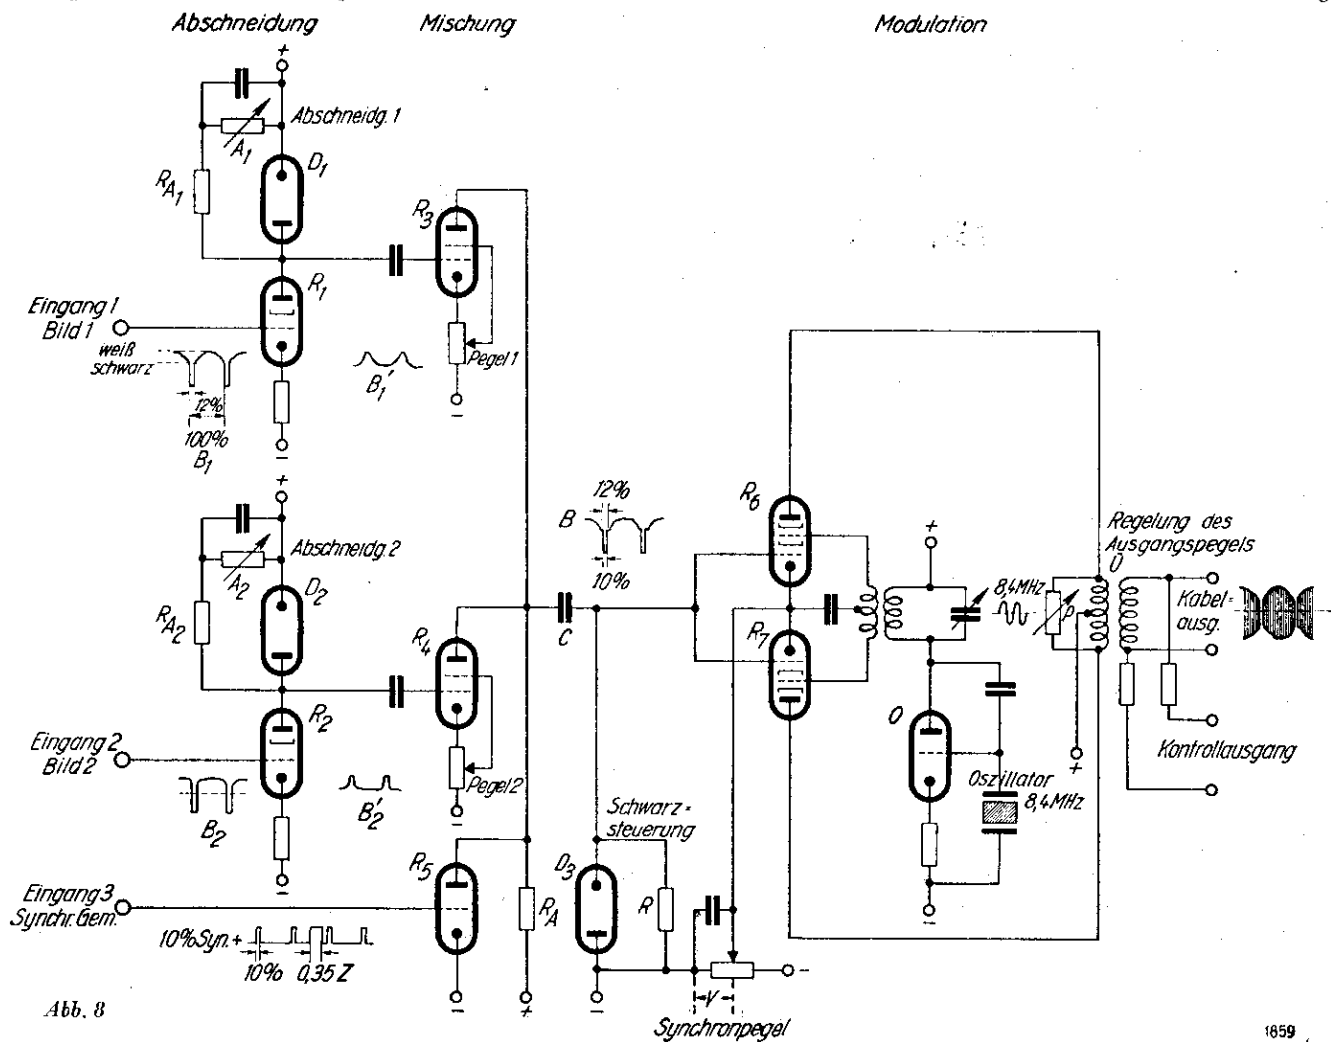 Abschneidung
Mischung
Modulation
+
Abschneidg. 1
A1
D1
RA1
R3
R1
Eingang 1
Bild 1
weiß
schwarz
12%
100%
B1
B1'
Pegel 1
−
−
+
Abschneidg. 2
A2
D2
RA2
R4
R2
Eingang 2
Bild 2
B2
B2'
Pegel 2
−
−
12%
B
10%
C
R6
R7
+
8,4 MHz
Regelung des
Ausgangspegels
Ü
P
Kabel=
ausg.
+
Kontrollausgang
O
Oszillator
8,4 MHz
−
Schwarz=
steuerung
R5
D3
R
RA
Eingang 3
Synchr. Gem.
10% Syn. +
10%
0,35 Z
−
+
−
−
V
Synchronpegel
Abb. 8
1859